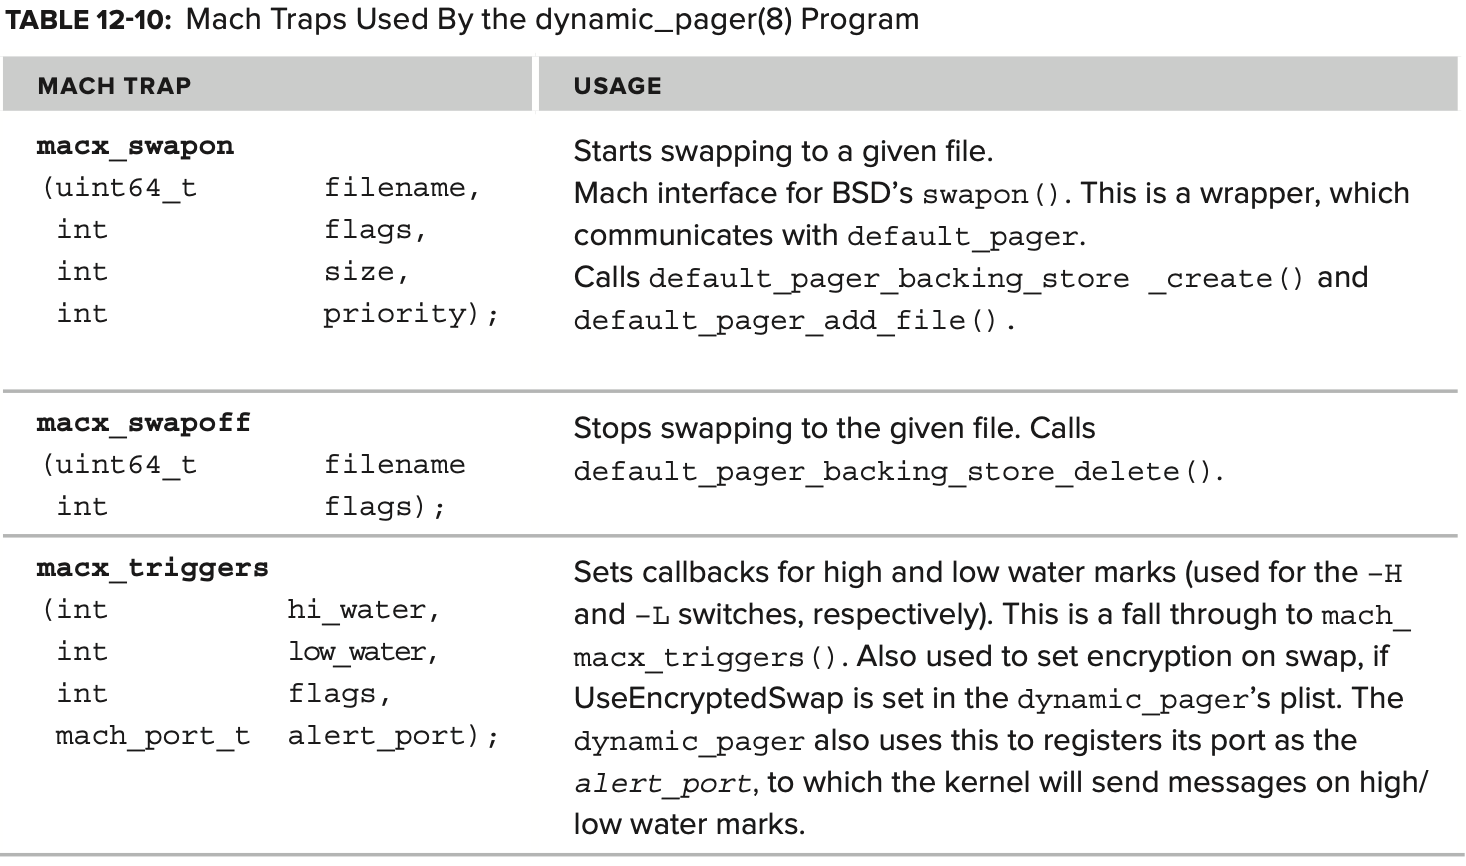 TABLE 12-10: Mach Traps Used By the dynamic_pager(8) Program
MACH TRAP USAGE
macx_swapon
(uint64_t filename,
int flags,
int size,
int priority);
Starts swapping to a given file.
Mach interface for BSD’s swapon(). This is a wrapper, which
communicates with default_pager.
Calls default_pager_backing_store _create() and
default_pager_add_file().
macx_swapoff
(uint64_t filename
int flags);
Stops swapping to the given file. Calls
default_pager_backing_store_delete().
macx_triggers
(int hi_water,
int low_water,
int flags,
mach_port_t alert_port);
Sets callbacks for high and low water marks (used for the –H
and –L switches, respectively). This is a fall through to mach_
macx_triggers(). Also used to set encryption on swap, if
UseEncryptedSwap is set in the dynamic_pager’s plist. The
dynamic_pager also uses this to registers its port as the
alert_port, to which the kernel will send messages on high/
low water marks.